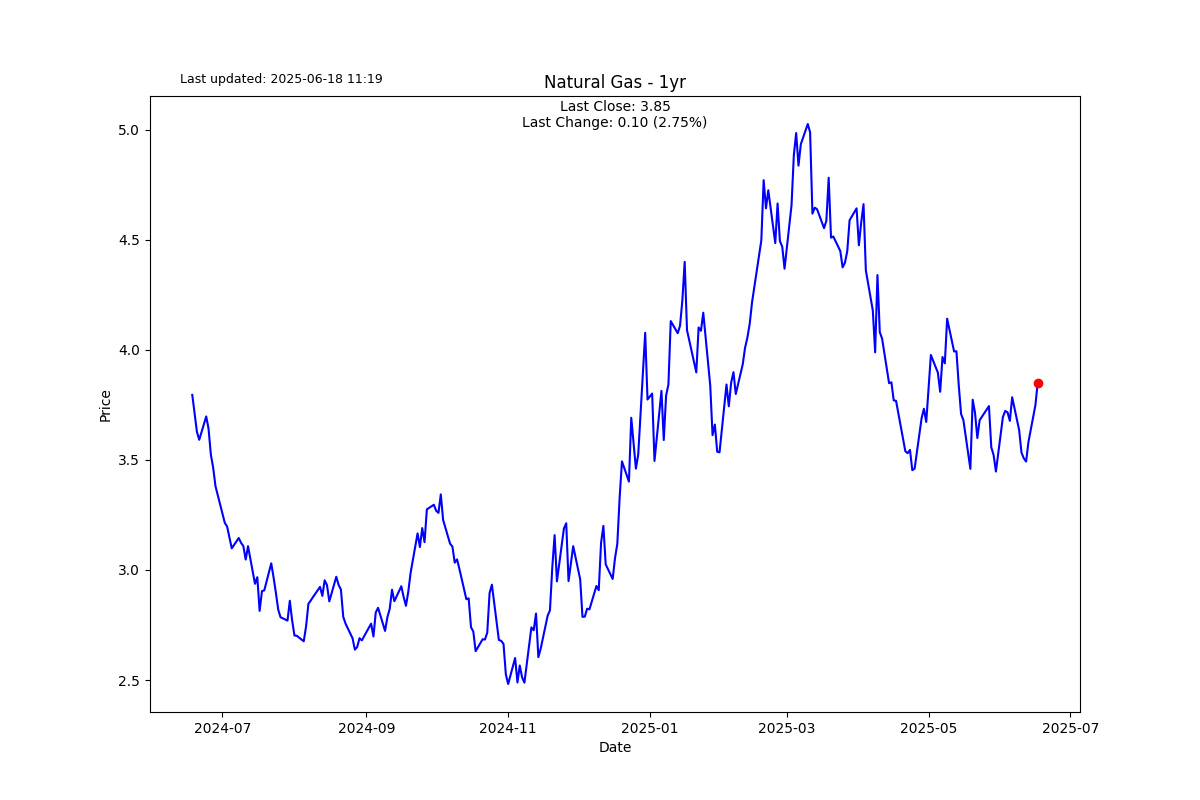 Last updated: 2025-06-18 11:19
Natural Gas - 1yr
Last Close: 3.85
Last Change: 0.10 (2.75%)
5.0
4.5
4.0
3.5
3.0
2.5
Price
2024-07
2024-09
2024-11
2025-01
2025-03
2025-05
2025-07
Date